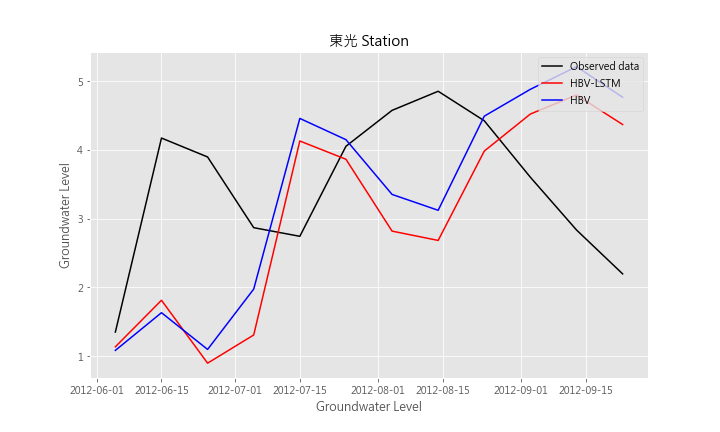 東光 Station
Observed data
HBV-LSTM
HBV
Groundwater Level
5
4
3
2
1
2012-06-01 2012-06-15 2012-07-01 2012-07-15 2012-08-01 2012-08-15 2012-09-01 2012-09-15
Groundwater Level